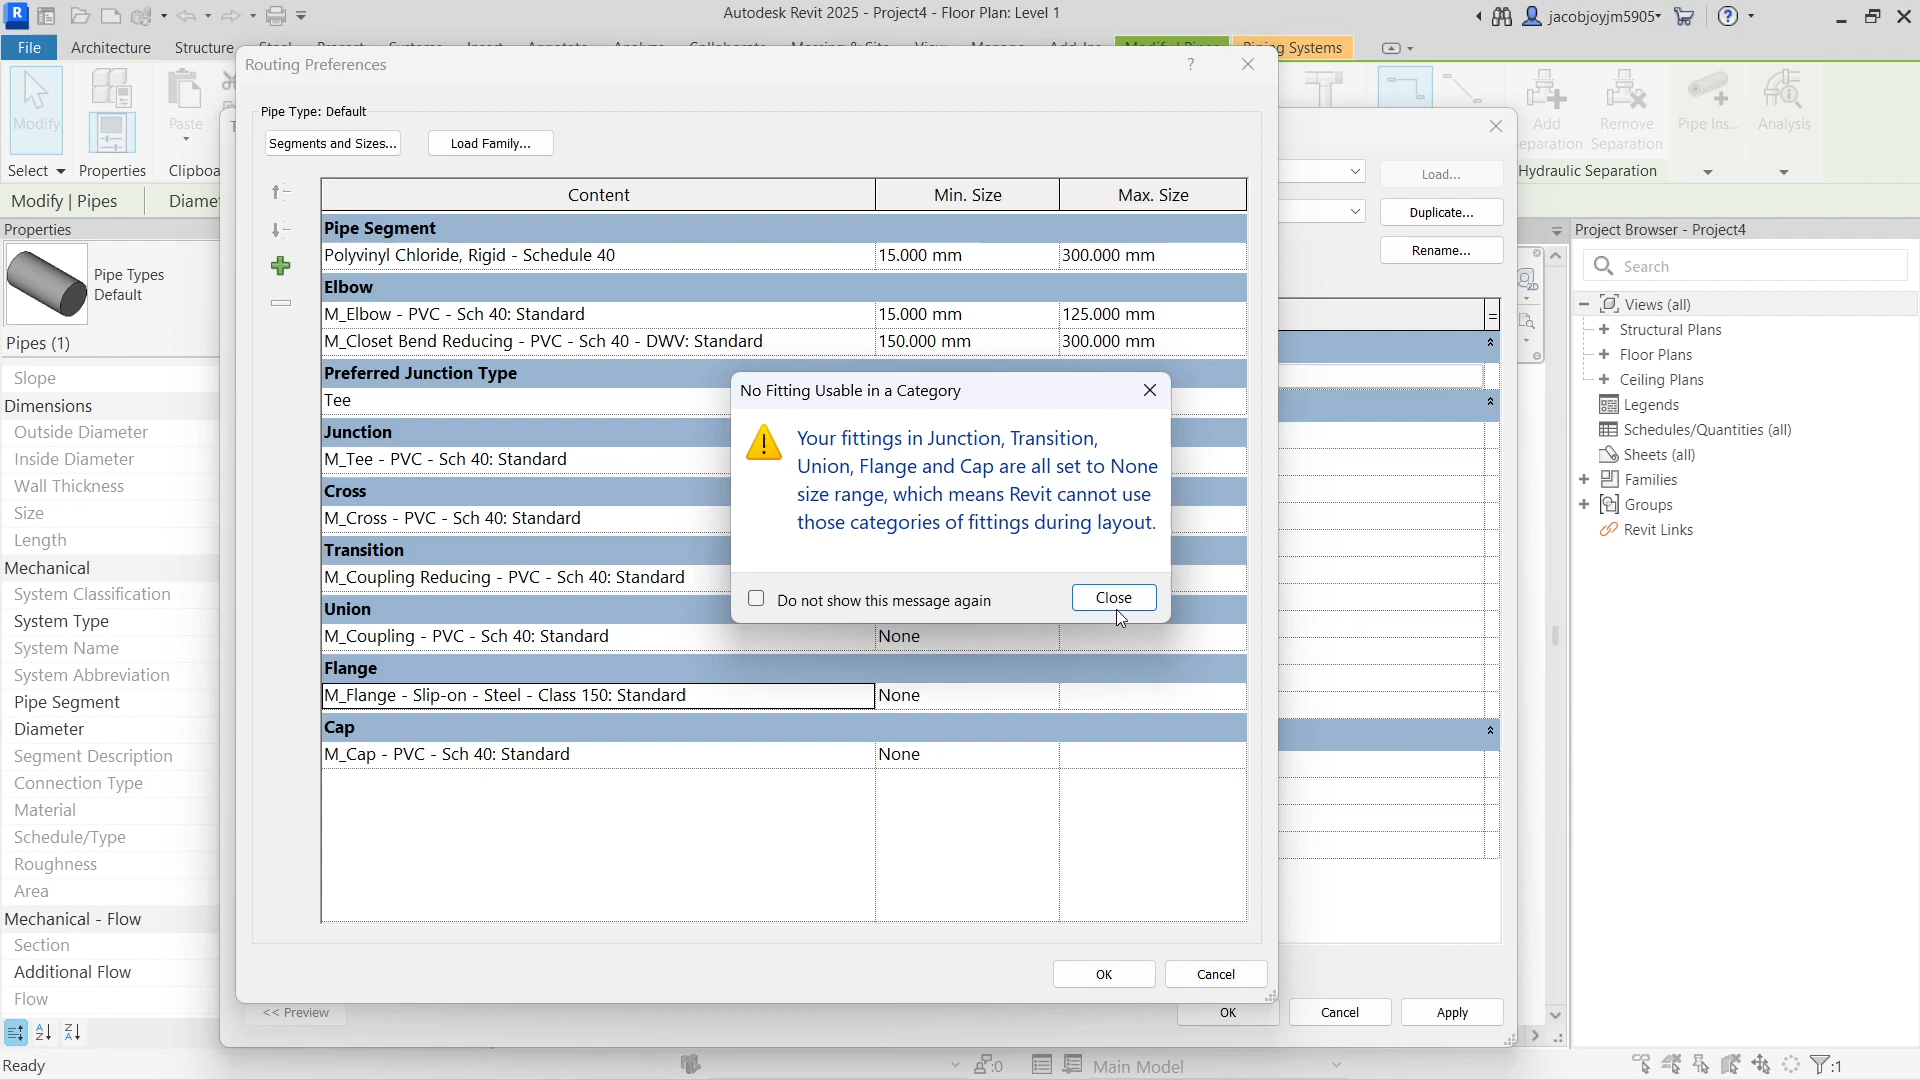 Autodesk Revit 2025 - Project4 - Floor Plan: Level 1
jacobjoyjm5905
File
Architecture
Structure
Piping Systems
Modify
Paste
Select
Properties
Modify | Pipes
Properties
Pipe Types
Default
Pipes (1)
Slope
Dimensions
Outside Diameter
Inside Diameter
Wall Thickness
Size
Length
Mechanical
System Classification
System Type
System Name
System Abbreviation
Pipe Segment
Diameter
Segment Description
Connection Type
Material
Schedule/Type
Roughness
Area
Mechanical - Flow
Section
Additional Flow
Flow
Ready
Routing Preferences
Pipe Type: Default
Segments and Sizes...
Load Family...
Content Min. Size Max. Size
Pipe Segment
Polyvinyl Chloride, Rigid - Schedule 40 15.000 mm 300.000 mm
Elbow
M_Elbow - PVC - Sch 40: Standard 15.000 mm 125.000 mm
M_Closet Bend Reducing - PVC - Sch 40 - DWV: Standard 150.000 mm 300.000 mm
Preferred Junction Type
Tee
Junction
M_Tee - PVC - Sch 40: Standard
Cross
M_Cross - PVC - Sch 40: Standard
Transition
M_Coupling Reducing - PVC - Sch 40: Standard
Union
M_Coupling - PVC - Sch 40: Standard None
Flange
M_Flange - Slip-on - Steel - Class 150: Standard None
Cap
M_Cap - PVC - Sch 40: Standard None
OK
Cancel
No Fitting Usable in a Category
Your fittings in Junction, Transition,
Union, Flange and Cap are all set to None
size range, which means Revit cannot use
those categories of fittings during layout.
Do not show this message again
Close
Load...
Duplicate...
Rename...
=
<< Preview
OK
Cancel
Apply
Add
Remove
Separation
Pipe Ins...
Analysis
Hydraulic Separation
Project Browser - Project4
Search
Views (all)
Structural Plans
Floor Plans
Ceiling Plans
Legends
Schedules/Quantities (all)
Sheets (all)
Families
Groups
Revit Links
:0
Main Model
:1